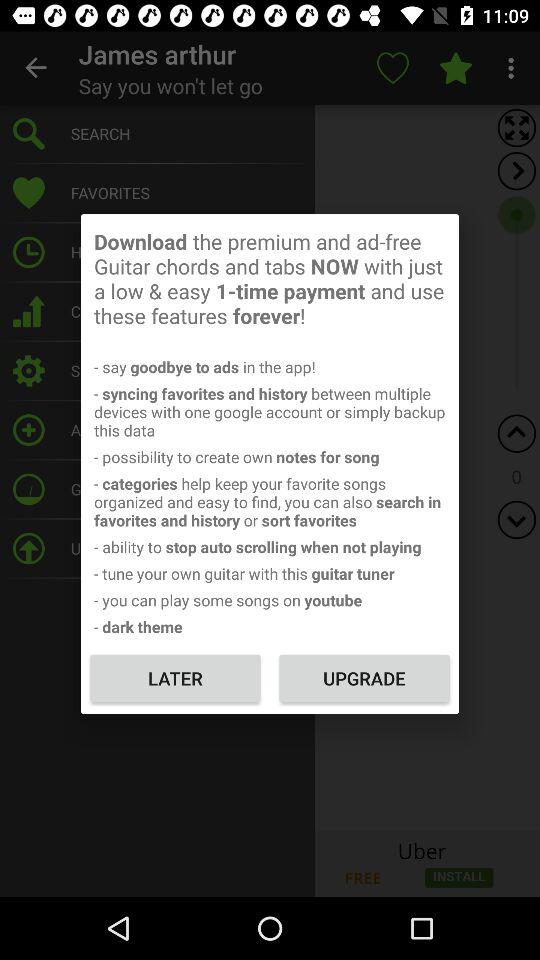 11:09
James arthur
Say you won't let go
SEARCH
FAVORITES
H
C
S
A
G
U
Download the premium and ad-free
Guitar chords and tabs NOW with just
a low & easy 1-time payment and use
these features forever!
- say goodbye to ads in the app!
- syncing favorites and history between multiple
devices with one google account or simply backup
this data
- possibility to create own notes for song
- categories help keep your favorite songs
organized and easy to find, you can also search in
favorites and history or sort favorites
- ability to stop auto scrolling when not playing
- tune your own guitar with this guitar tuner
- you can play some songs on youtube
- dark theme
LATER
UPGRADE
0
Uber
FREE
INSTALL